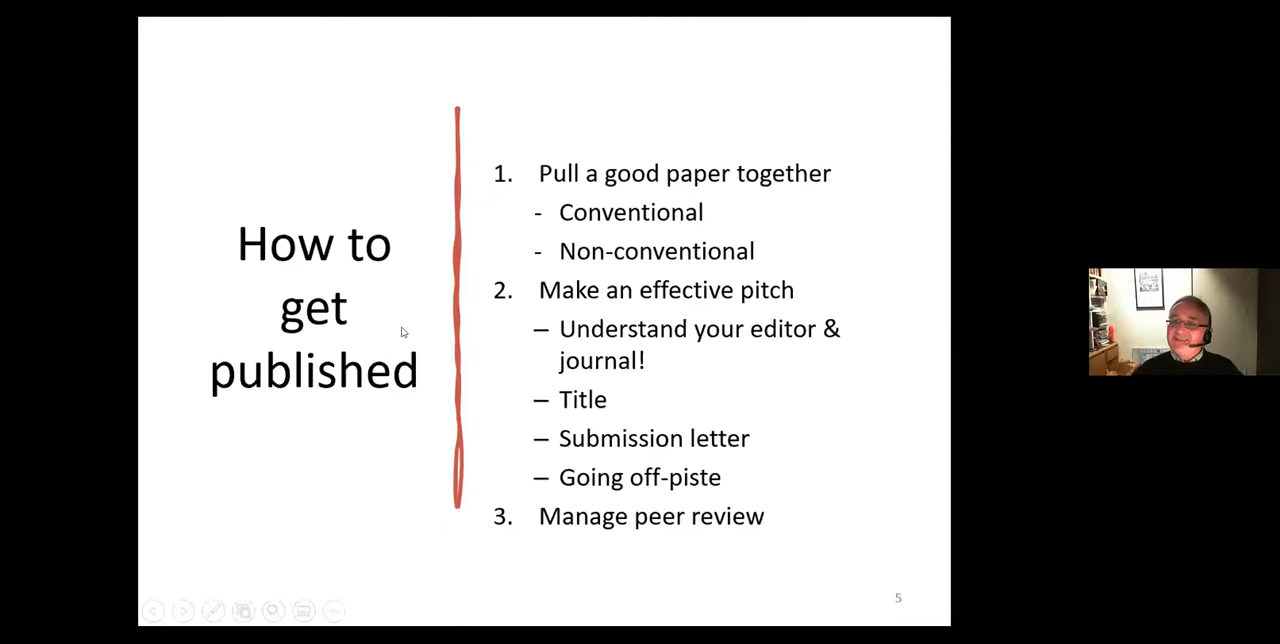 How to
get
published
1. Pull a good paper together
- Conventional
- Non-conventional
2. Make an effective pitch
– Understand your editor &
journal!
– Title
– Submission letter
– Going off-piste
3. Manage peer review
5